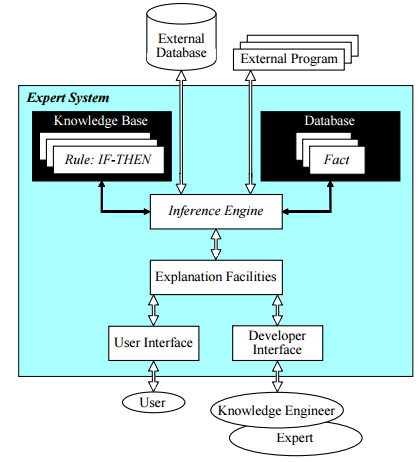 External
Database
External Program
Expert System
Knowledge Base
Database
Rule: IF-THEN
Fact
Inference Engine
Explanation Facilities
User Interface
Developer
Interface
User
Knowledge Engineer
Expert